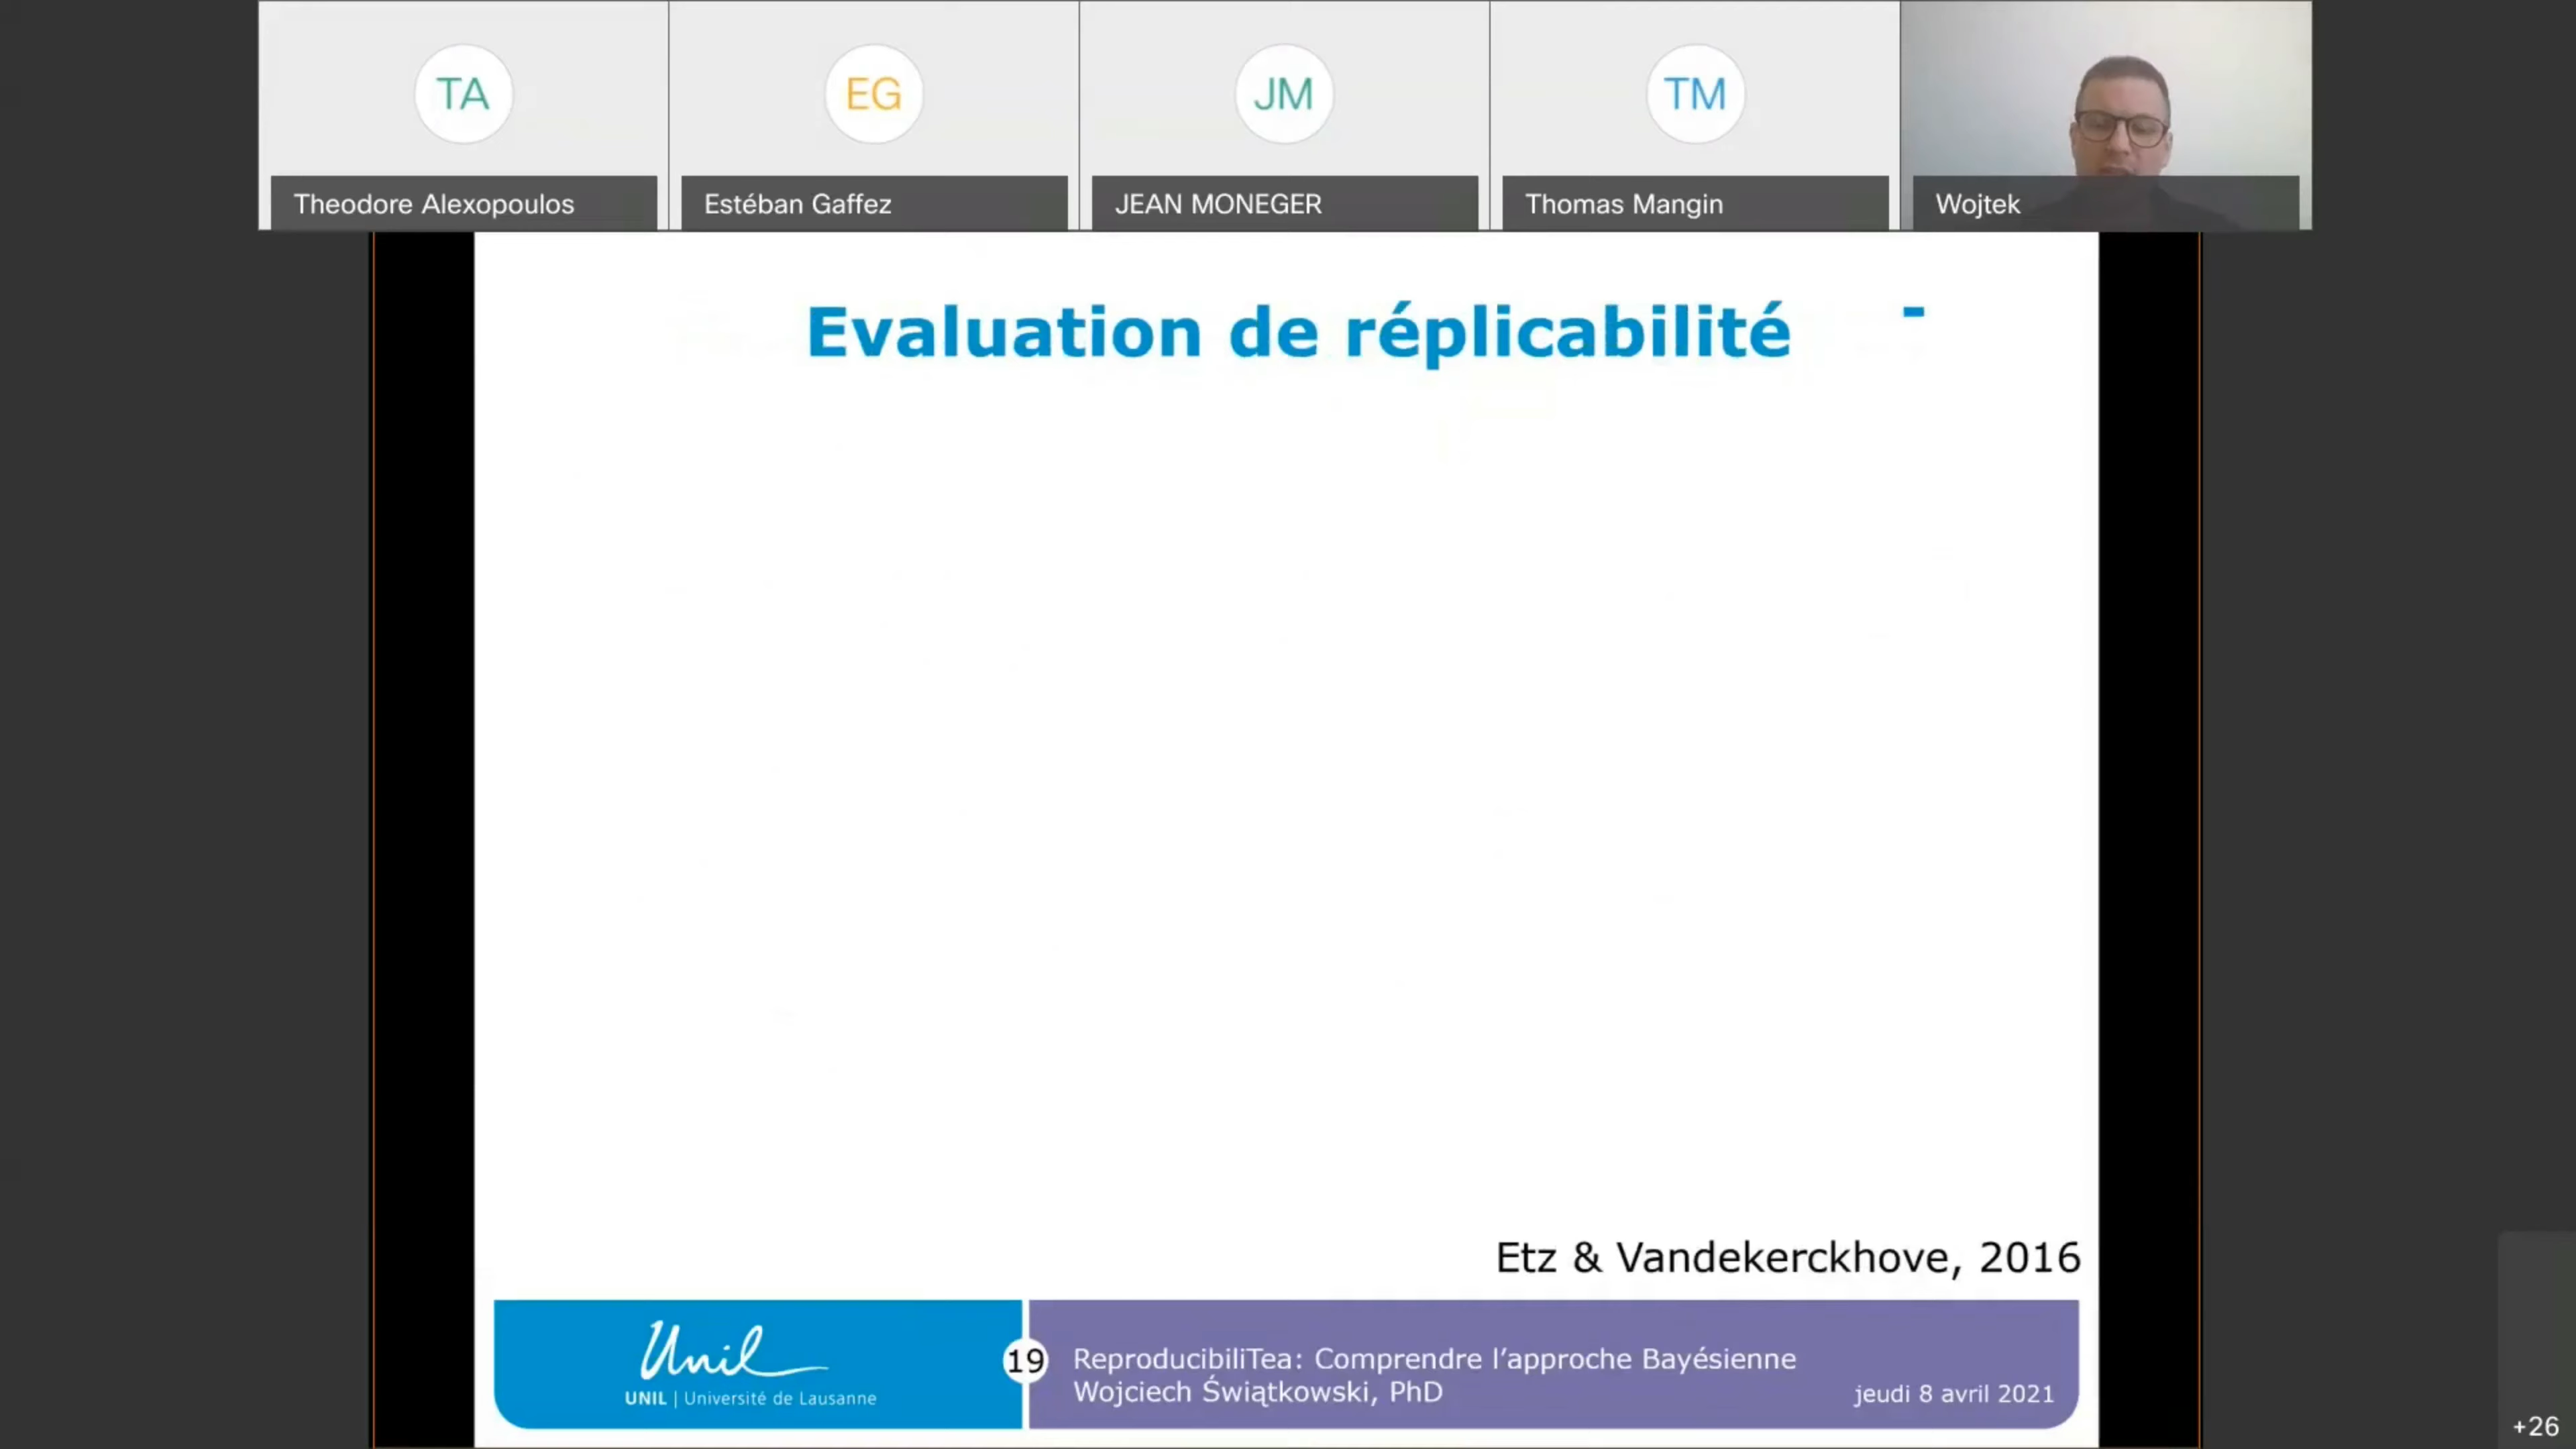 TA
EG
JM
TM
Theodore Alexopoulos
Estéban Gaffez
JEAN MONEGER
Thomas Mangin
Wojtek
Evaluation de réplicabilité -
Etz & Vandekerckhove, 2016
Unil
UNIL | Université de Lausanne
19
ReproducibiliTea: Comprendre l’approche Bayésienne
Wojciech Świątkowski, PhD
jeudi 8 avril 2021
+26